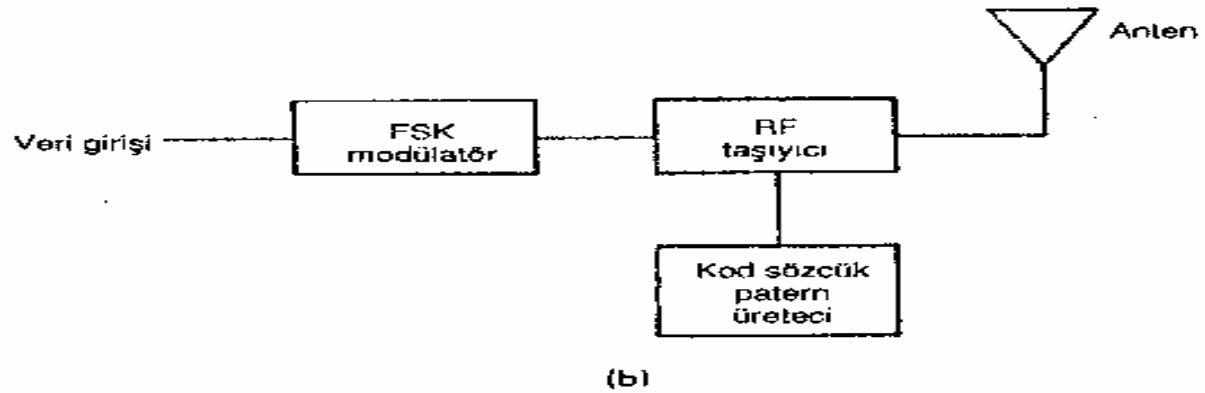 Anten
Veri girişi
FSK
modülatör
RF
taşıyıcı
Kod sözcük
patern
üreteci
(b)